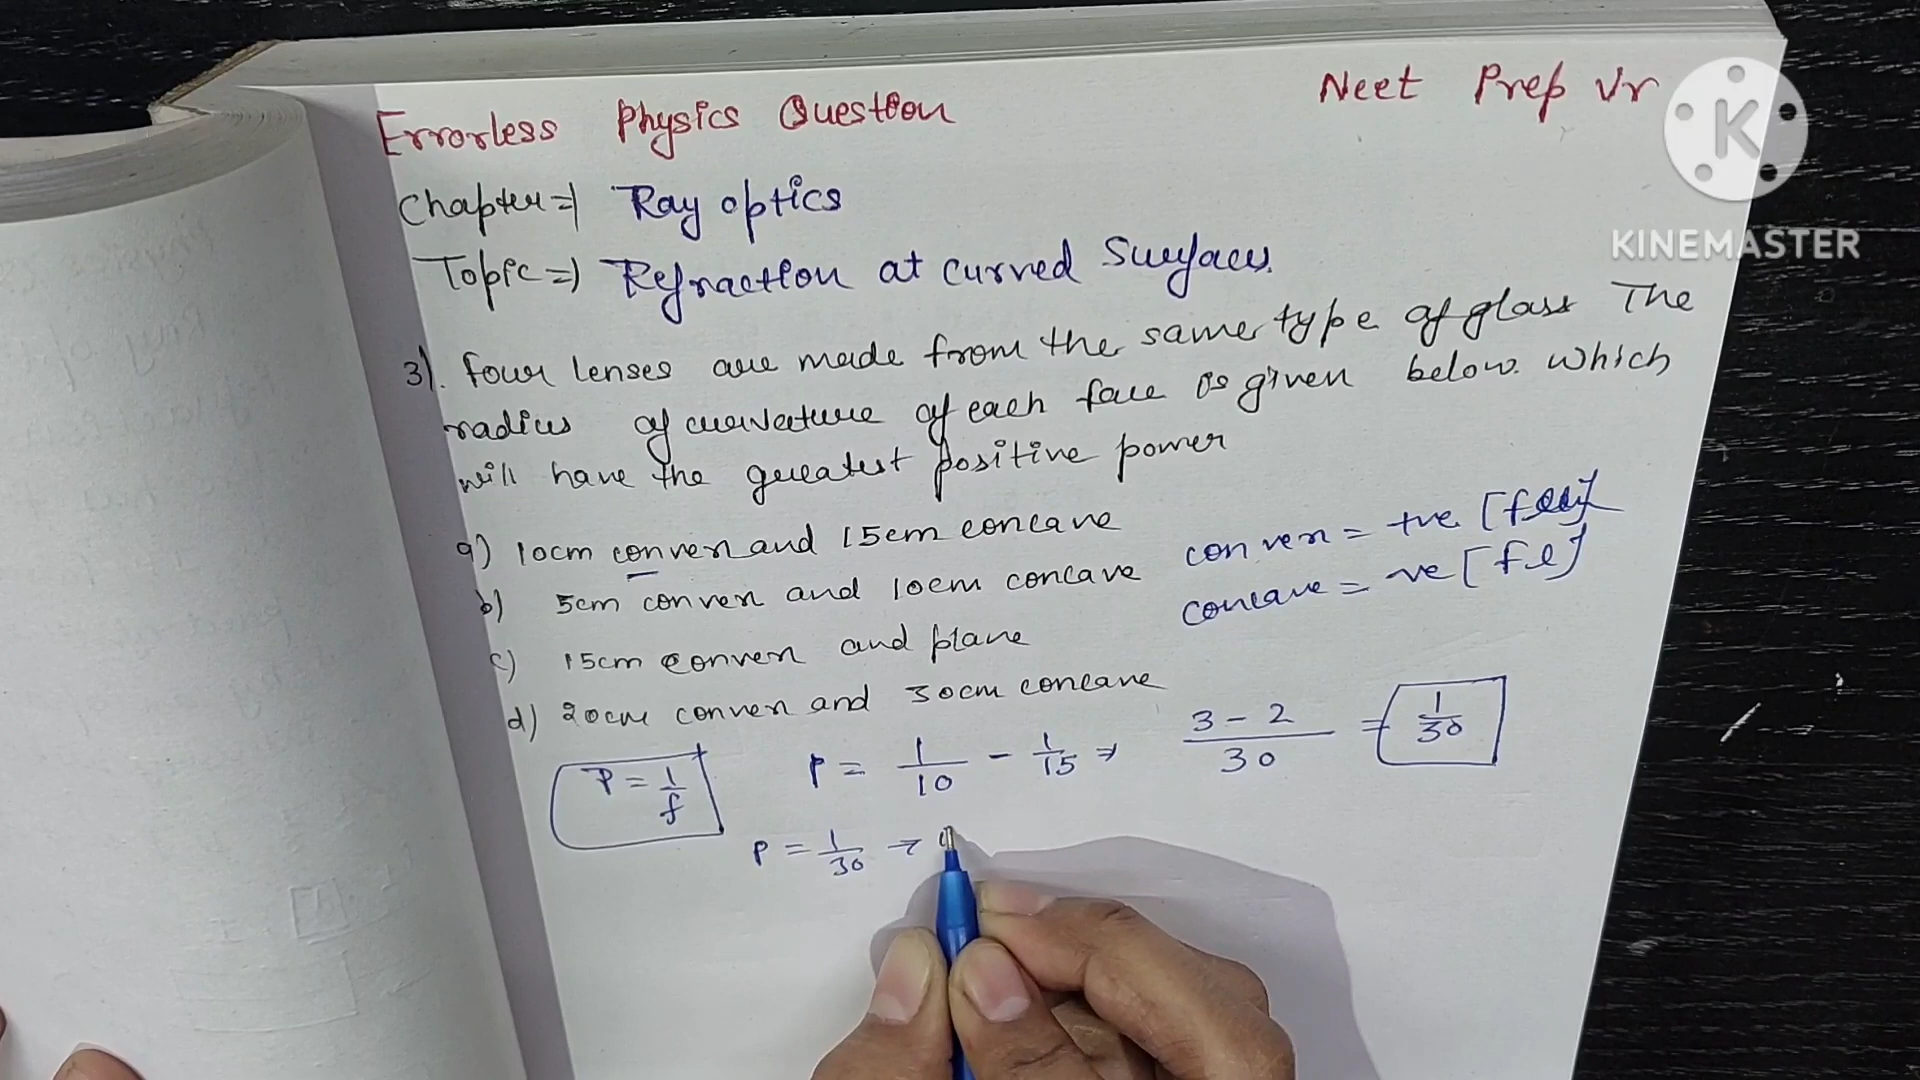 Errorless Physics Question
Neet Prep Vr
K
KINEMASTER
Chapter=) Ray optics
Topic=) Refraction at curved Surfaces.
3). four lenses are made from the same type of glass The
radius of curvature of each face is given below. which
will have the greatest positive power
a) 10cm convex and 15cm concave
b) 5cm convex and 10cm concave
c) 15cm convex and plane
d) 20cm convex and 30cm concave
convex = +ve
concave = -ve
P = 1/f
P = 1/10 - 1/15 → 3-2/30 = 1/30
P = 1/30 →